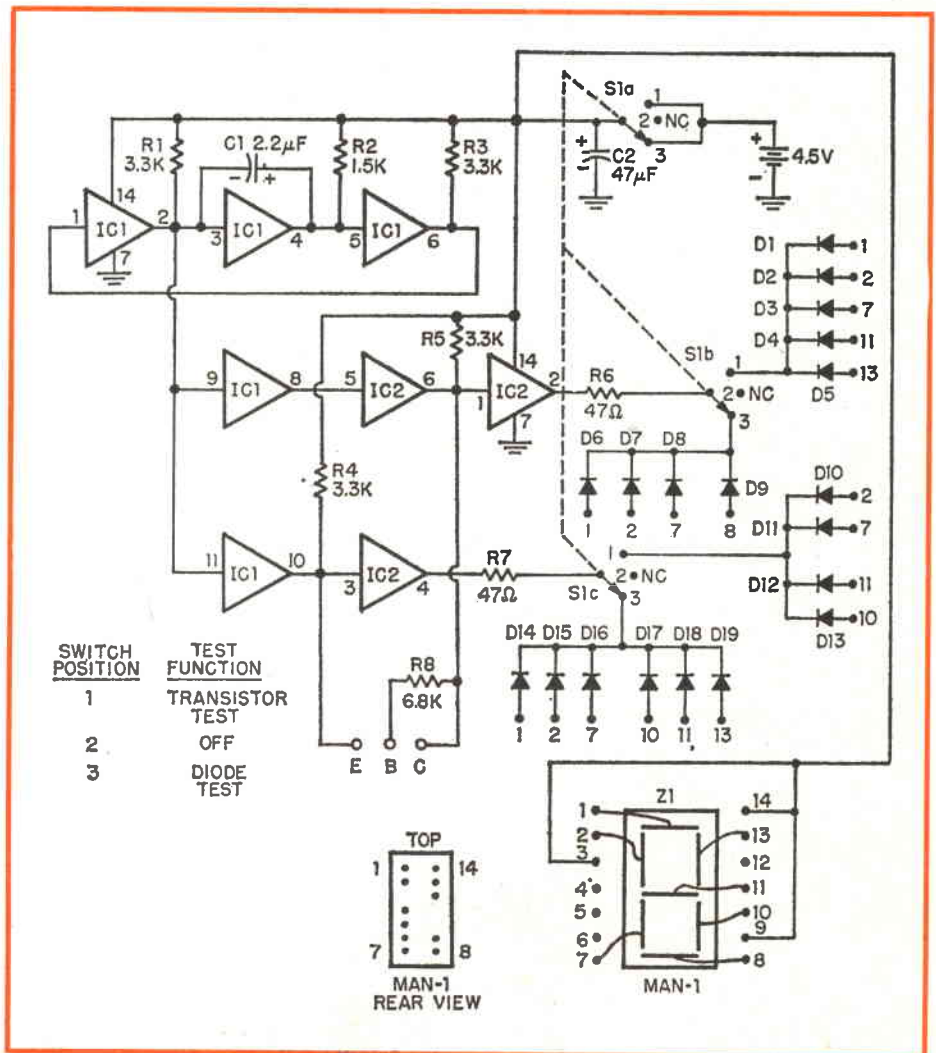 S1a
1
2 NC
3
R1
3.3K
C1 2.2µF
R2
1.5K
R3
3.3K
+
C2
47µF
-
+
4.5V
-
14
1 IC1 2
7
- +
3 IC1 4
5 IC1 6
D1 1
D2 2
D3 7
D4 11
D5 13
R5 3.3K
S1b
1
2 NC
3
9 IC1 8
5 IC2 6
14
1 IC2 2
7
R6
47Ω
D6 D7 D8 D9
1 2 7 8
R4
3.3K
D10 2
D11 7
D12 11
D13 10
11 IC1 10
3 IC2 4
R7
47Ω
S1c
1
2 NC
3
D14 D15 D16 D17 D18 D19
1 2 7 10 11 13
SWITCH POSITION TEST FUNCTION
1 TRANSISTOR TEST
2 OFF
3 DIODE TEST
R8
6.8K
E B C
TOP
1 14
7 8
MAN-1
REAR VIEW
Z1
1 14
2 13
3 12
4 11
5 10
6 9
7 8
MAN-1